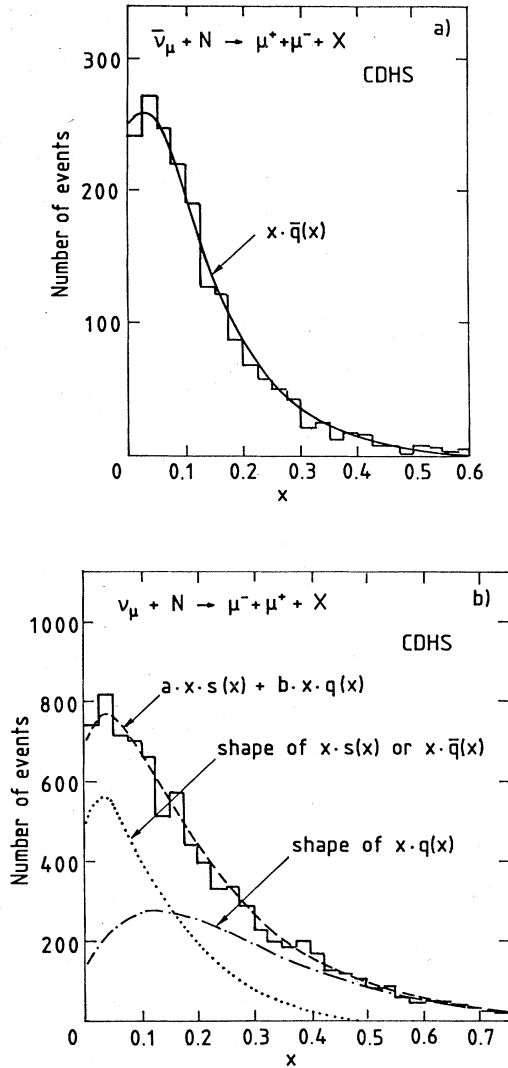 ν̄μ + N → μ⁺+μ⁻+ X
a)
CDHS
300
200
100
Number of events
x · q̄(x)
0 0.1 0.2 0.3 0.4 0.5 0.6
x
νμ + N → μ⁻+μ⁺+ X
b)
CDHS
1000
800
600
400
200
Number of events
a · x · s(x) + b · x · q(x)
shape of x · s(x) or x · q̄(x)
shape of x · q(x)
0 0.1 0.2 0.3 0.4 0.5 0.6 0.7
x